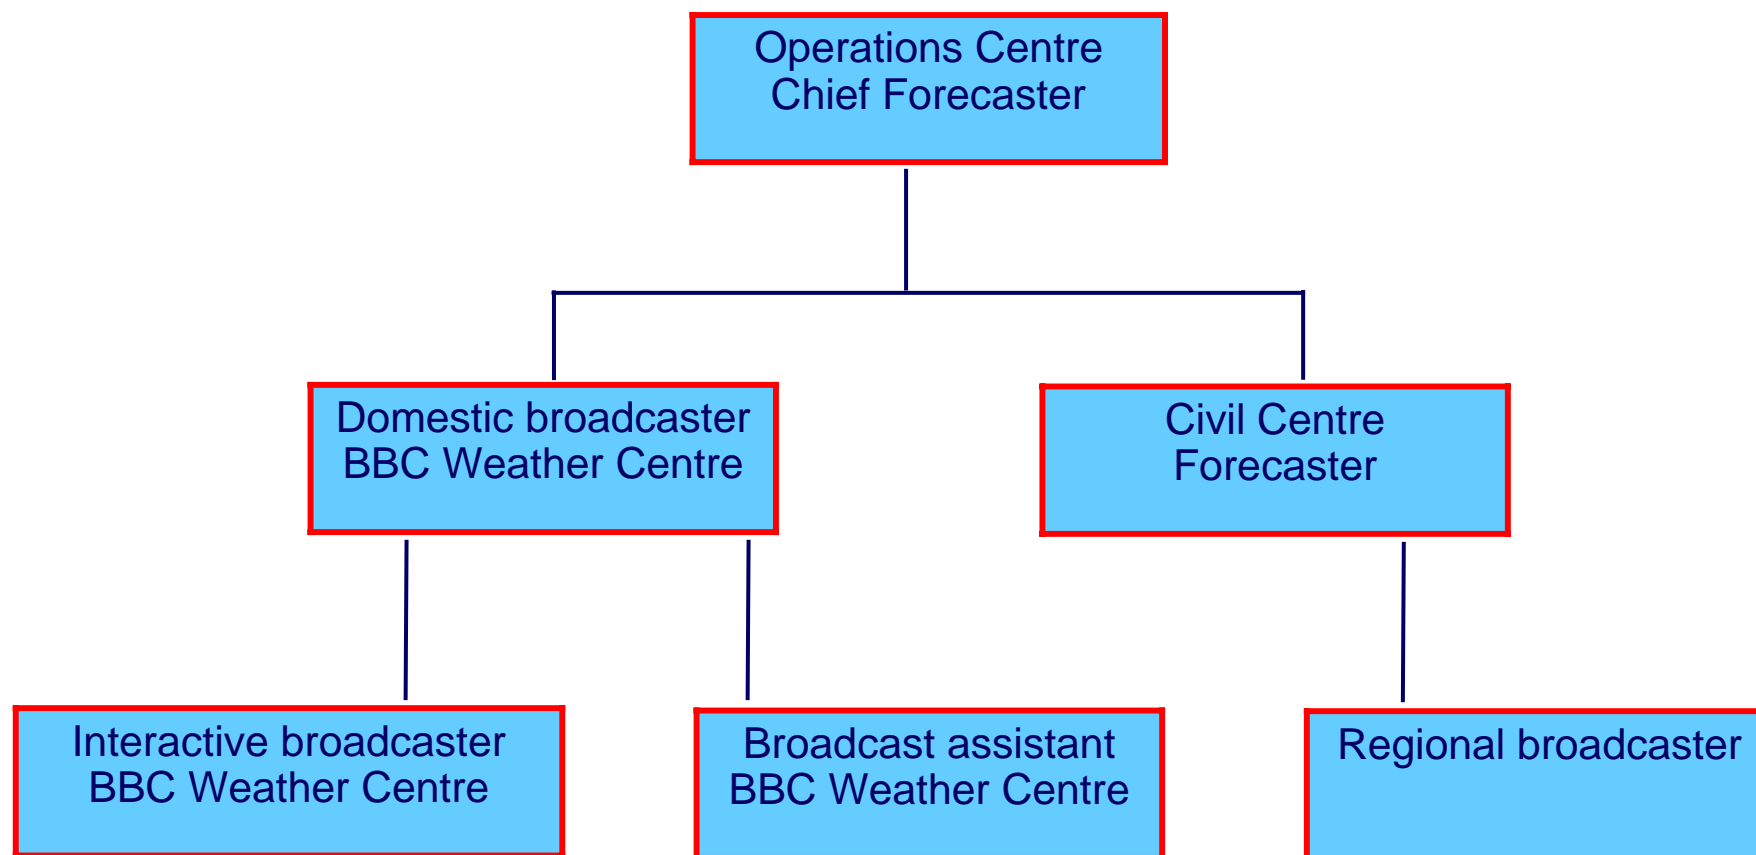 Operations Centre
Chief Forecaster
Domestic broadcaster
BBC Weather Centre
Civil Centre
Forecaster
Interactive broadcaster
BBC Weather Centre
Broadcast assistant
BBC Weather Centre
Regional broadcaster